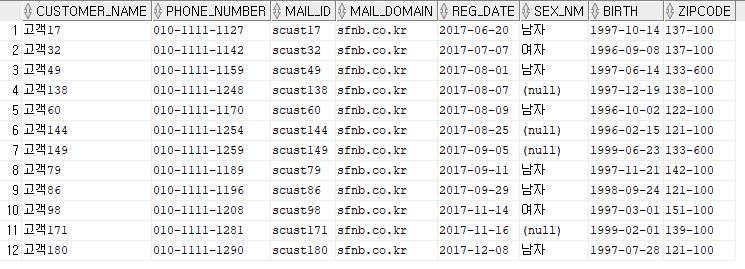 CUSTOMER_NAME PHONE_NUMBER MAIL_ID MAIL_DOMAIN REG_DATE SEX_NM BIRTH ZIPCODE
1 고객17 010-1111-1127 scust17 sfnb.co.kr 2017-06-20 남자 1997-10-14 137-100
2 고객32 010-1111-1142 scust32 sfnb.co.kr 2017-07-07 여자 1996-09-08 137-100
3 고객49 010-1111-1159 scust49 sfnb.co.kr 2017-08-01 남자 1997-06-14 133-600
4 고객138 010-1111-1248 scust138 sfnb.co.kr 2017-08-07 (null) 1997-12-19 138-100
5 고객60 010-1111-1170 scust60 sfnb.co.kr 2017-08-09 남자 1996-10-02 122-100
6 고객144 010-1111-1254 scust144 sfnb.co.kr 2017-08-25 (null) 1996-02-15 121-100
7 고객149 010-1111-1259 scust149 sfnb.co.kr 2017-09-05 (null) 1999-06-23 133-600
8 고객79 010-1111-1189 scust79 sfnb.co.kr 2017-09-11 남자 1997-11-21 142-100
9 고객86 010-1111-1196 scust86 sfnb.co.kr 2017-09-29 남자 1998-09-24 121-100
10 고객98 010-1111-1208 scust98 sfnb.co.kr 2017-11-14 여자 1997-03-01 151-100
11 고객171 010-1111-1281 scust171 sfnb.co.kr 2017-11-16 (null) 1999-02-01 139-100
12 고객180 010-1111-1290 scust180 sfnb.co.kr 2017-12-08 남자 1997-07-28 121-100